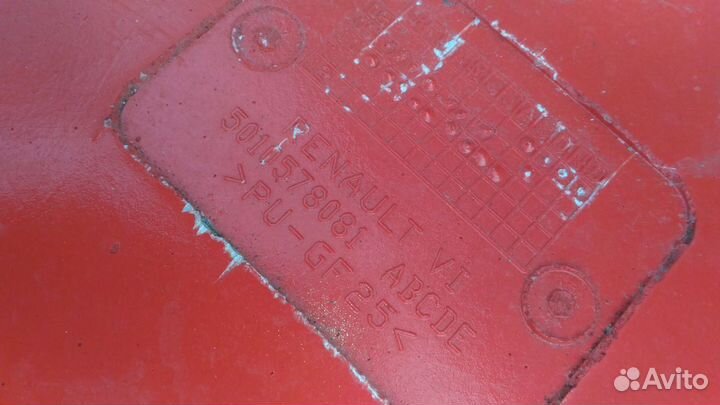 RENAULT VI
5011578081 ABCDE
>PU-GF25<
Avito